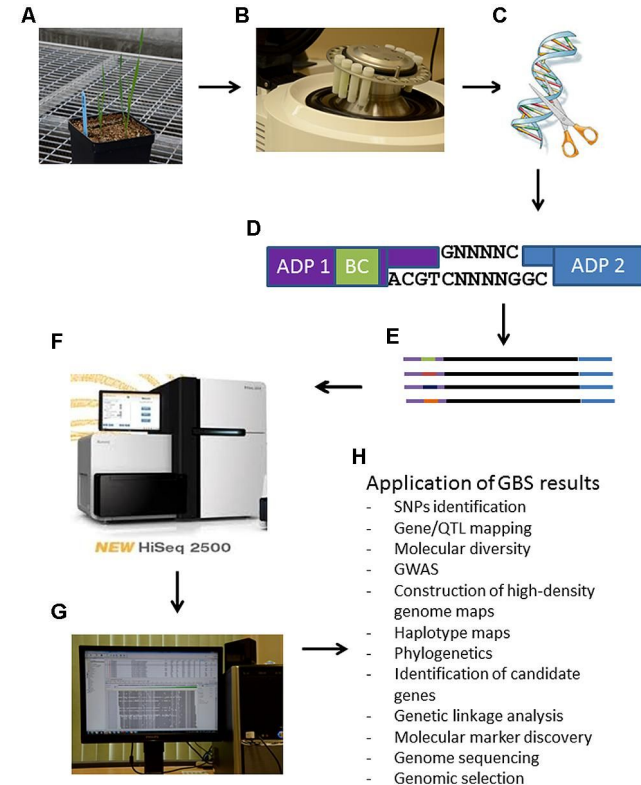 A
B
C
D
GNNNNC
ADP 1 BC
ADP 2
ACGTCNNNNGGC
E
F
NEW HiSeq 2500
G
H
Application of GBS results
- SNPs identification
- Gene/QTL mapping
- Molecular diversity
- GWAS
- Construction of high-density
genome maps
- Haplotype maps
- Phylogenetics
- Identification of candidate
genes
- Genetic linkage analysis
- Molecular marker discovery
- Genome sequencing
- Genomic selection